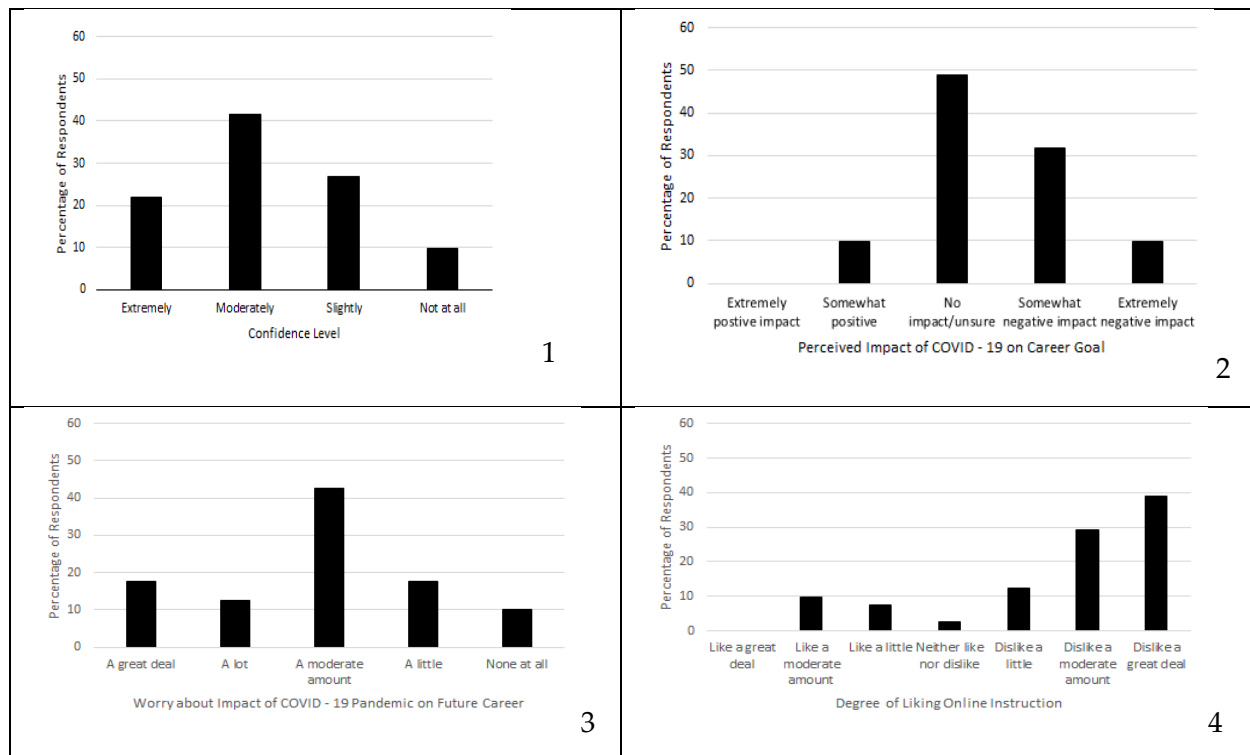 60
50
40
30
20
10
0
Percentage of Respondents
Extremely Moderately Slightly Not at all
Confidence Level
1
60
50
40
30
20
10
0
Percentage of Respondents
Extremely Somewhat No Somewhat Extremely
postive impact positive impact/unsure negative impact negative impact
Perceived Impact of COVID - 19 on Career Goal
2
60
50
40
30
20
10
0
Percentage of Respondents
A great deal A lot A moderate A little None at all
amount
Worry about Impact of COVID - 19 Pandemic on Future Career
3
60
50
40
30
20
10
0
Percentage of Respondents
Like a great Like a Like a little Neither like Dislike a Dislike a Dislike a
deal moderate nor dislike little moderate great deal
amount amount
Degree of Liking Online Instruction
4